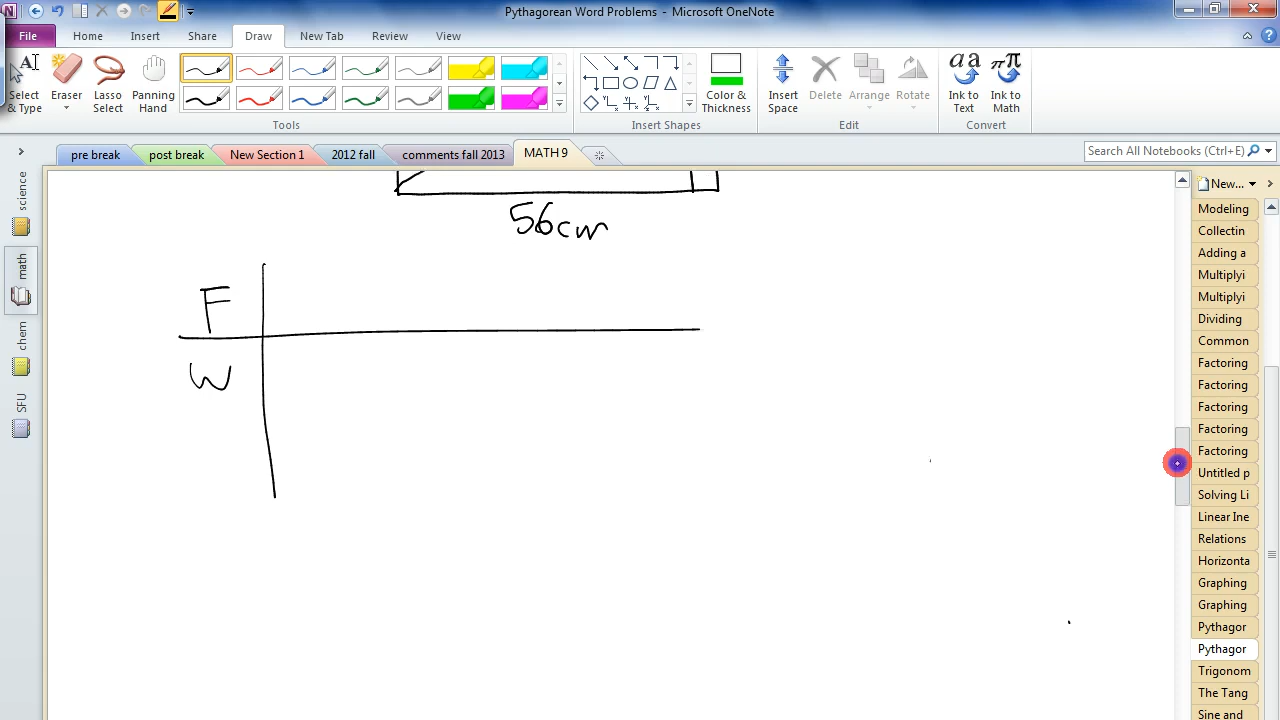 Pythagorean Word Problems - Microsoft OneNote
File Home Insert Share Draw New Tab Review View
Select & Type
Eraser
Lasso Select
Panning Hand
Color & Thickness
Insert Space
Delete
Arrange
Rotate
Ink to Text
Ink to Math
Tools
Insert Shapes
Edit
Convert
pre break
post break
New Section 1
2012 fall
comments fall 2013
MATH 9
Search All Notebooks (Ctrl+E)
science
math
chem
SFU
56cm
F
W
New...
Modeling
Collectin
Adding a
Multiplyi
Multiplyi
Dividing
Common
Factoring
Factoring
Factoring
Factoring
Factoring
Untitled p
Solving Li
Linear Ine
Relations
Horizonta
Graphing
Graphing
Pythagor
Pythagor
Trigonom
The Tang
Sine and